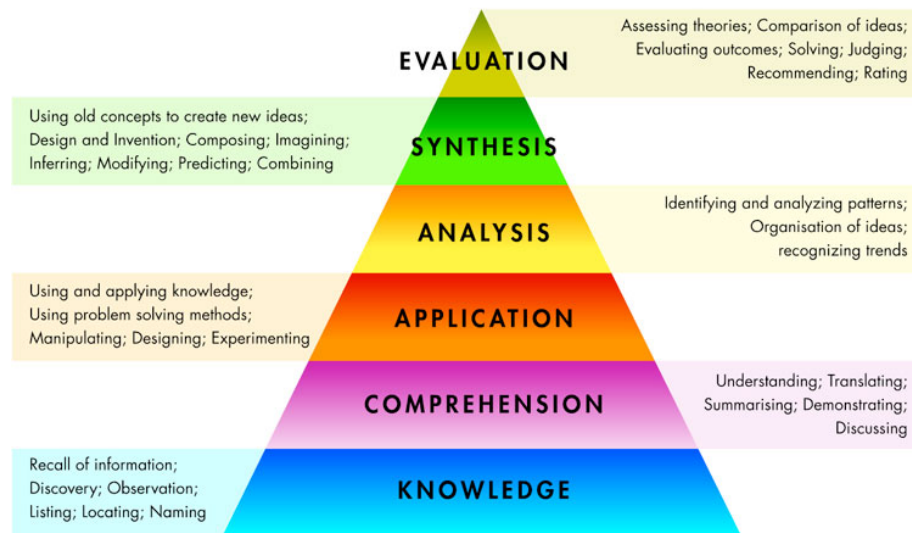 EVALUATION
Assessing theories; Comparison of ideas;
Evaluating outcomes; Solving; Judging;
Recommending; Rating
Using old concepts to create new ideas;
Design and Invention; Composing; Imagining;
Inferring; Modifying; Predicting; Combining
SYNTHESIS
ANALYSIS
Identifying and analyzing patterns;
Organisation of ideas;
recognizing trends
Using and applying knowledge;
Using problem solving methods;
Manipulating; Designing; Experimenting
APPLICATION
COMPREHENSION
Understanding; Translating;
Summarising; Demonstrating;
Discussing
Recall of information;
Discovery; Observation;
Listing; Locating; Naming
KNOWLEDGE